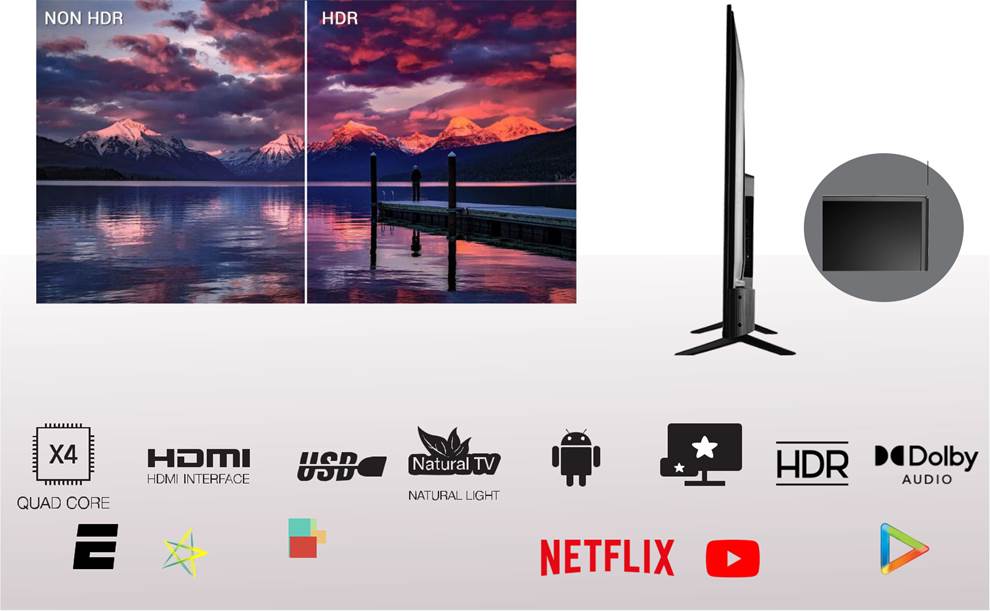 NON HDR
HDR
X4
QUAD CORE
HDMI
HDMI INTERFACE
USB
Natural TV
NATURAL LIGHT
HDR
Dolby
AUDIO
NETFLIX